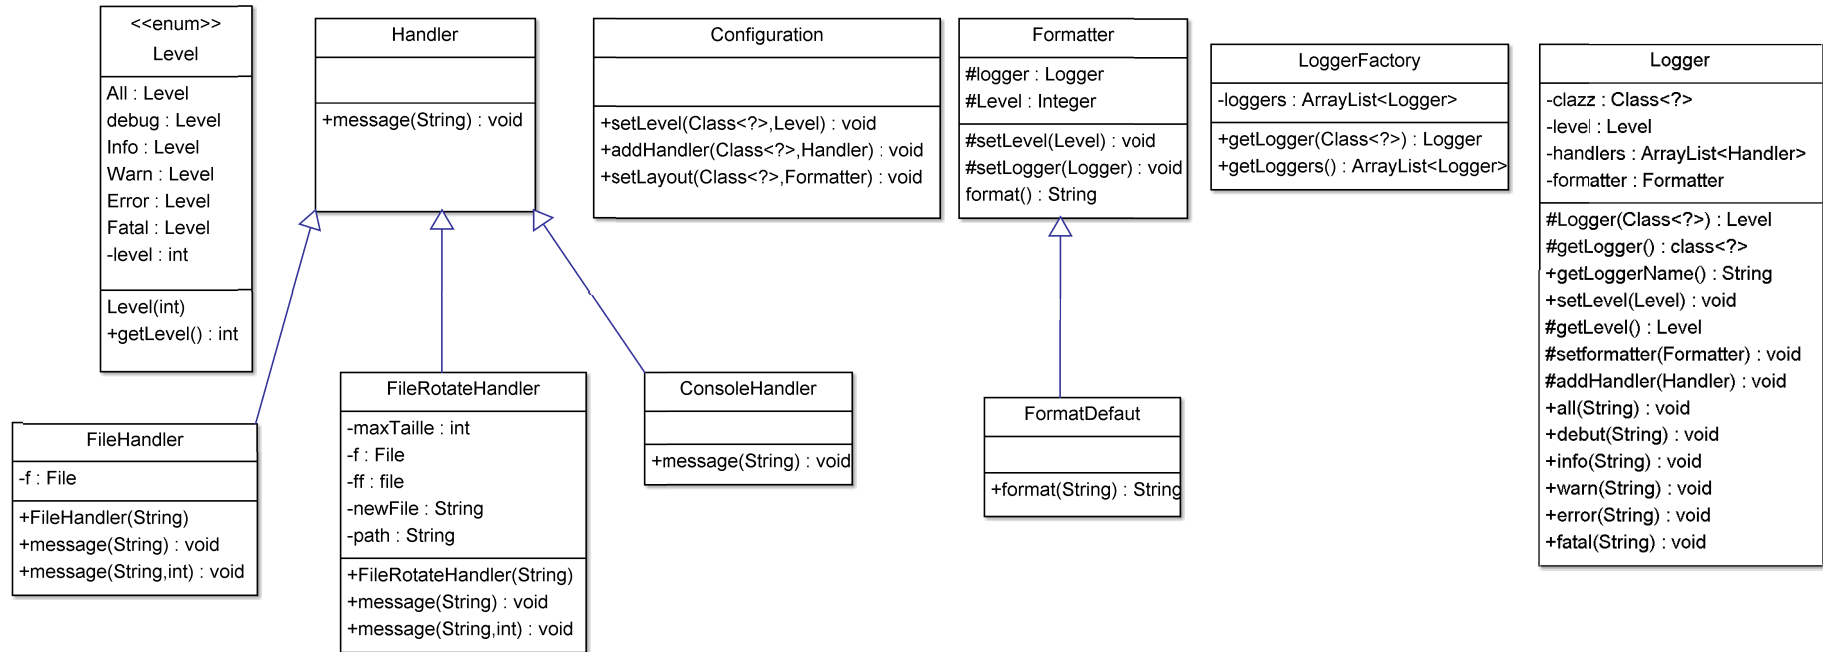 <<enum>>
Level
All : Level
debug : Level
Info : Level
Warn : Level
Error : Level
Fatal : Level
-level : int
Level(int)
+getLevel() : int
Handler
+message(String) : void
Configuration
+setLevel(Class<?>,Level) : void
+addHandler(Class<?>,Handler) : void
+setLayout(Class<?>,Formatter) : void
Formatter
#logger : Logger
#Level : Integer
#setLevel(Level) : void
#setLogger(Logger) : void
format() : String
LoggerFactory
-loggers : ArrayList<Logger>
+getLogger(Class<?>) : Logger
+getLoggers() : ArrayList<Logger>
Logger
-clazz : Class<?>
-level : Level
-handlers : ArrayList<Handler>
-formatter : Formatter
#Logger(Class<?>) : Level
#getLogger() : class<?>
+getLoggerName() : String
+setLevel(Level) : void
#getLevel() : Level
#setformatter(Formatter) : void
#addHandler(Handler) : void
+all(String) : void
+debut(String) : void
+info(String) : void
+warn(String) : void
+error(String) : void
+fatal(String) : void
FileHandler
-f : File
+FileHandler(String)
+message(String) : void
+message(String,int) : void
FileRotateHandler
-maxTaille : int
-f : File
-ff : file
-newFile : String
-path : String
+FileRotateHandler(String)
+message(String) : void
+message(String,int) : void
ConsoleHandler
+message(String) : void
FormatDefaut
+format(String) : String